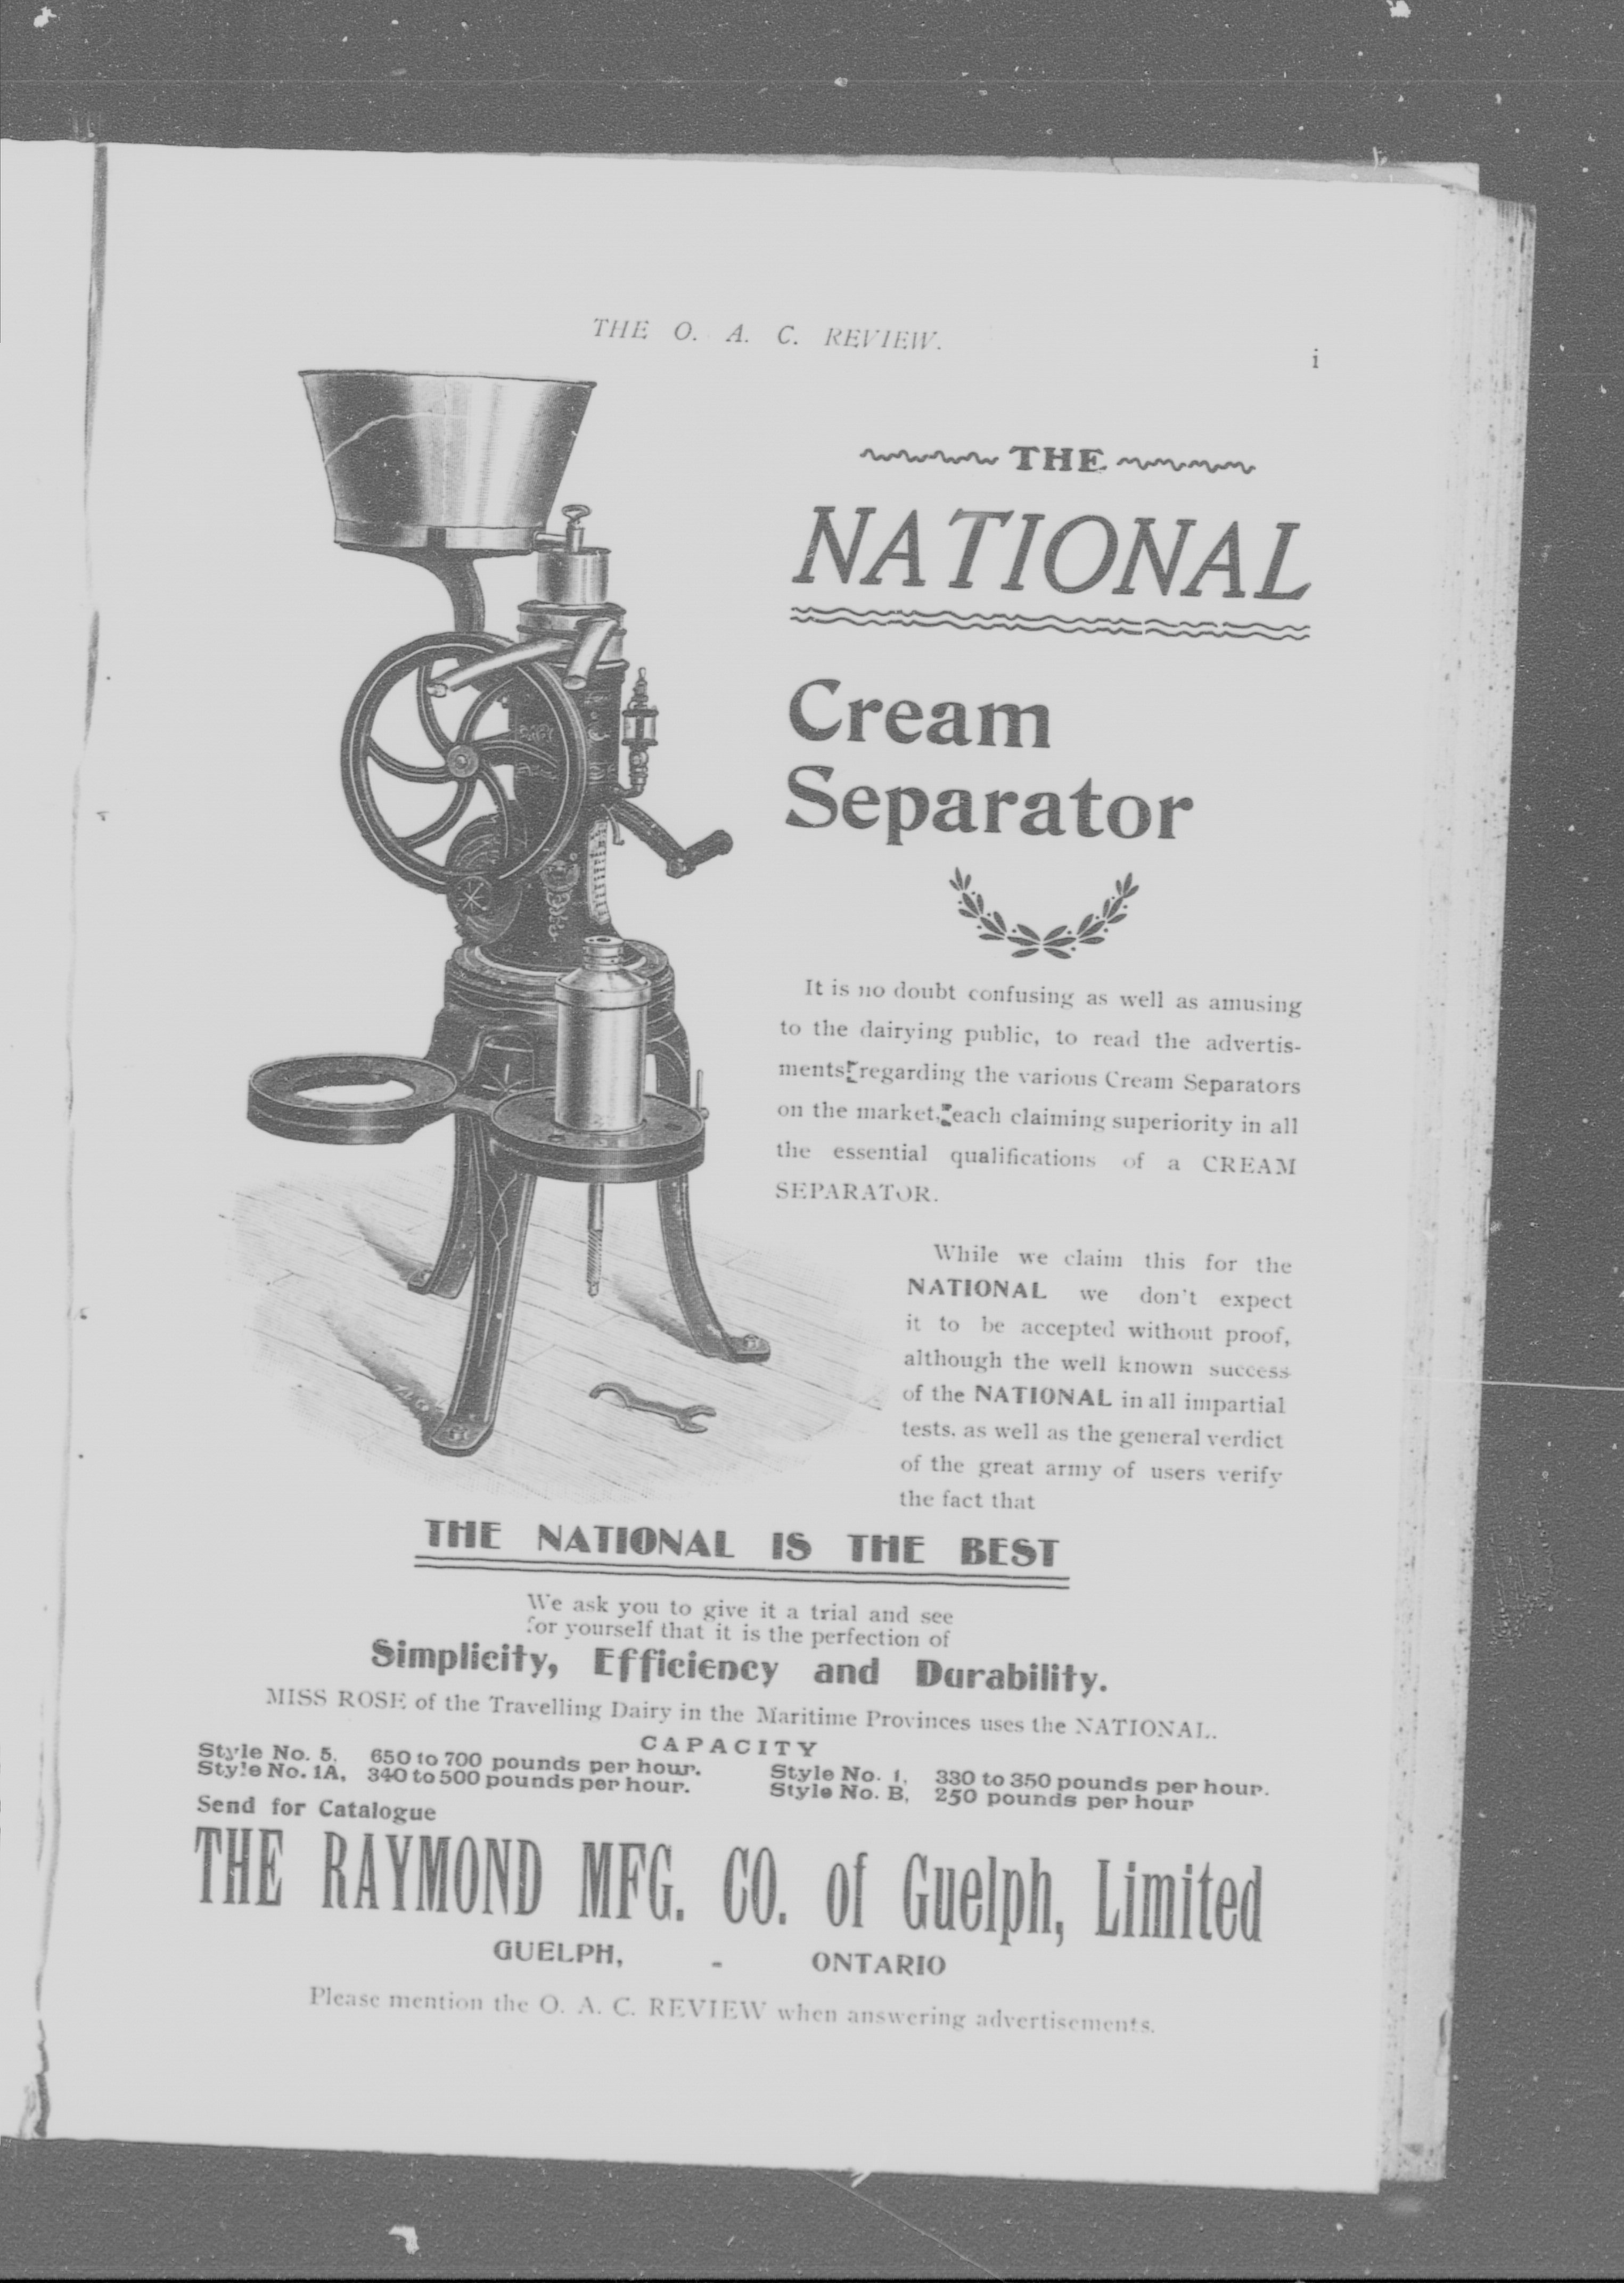 THE O. A. C. REVIEW.
i
THE
NATIONAL
Cream
Separator
It is no doubt confusing as well as amusing
to the dairying public, to read the advertis-
ments regarding the various Cream Separators
on the market, each claiming superiority in all
the essential qualifications of a CREAM
SEPARATOR.
While we claim this for the
NATIONAL we don't expect
it to be accepted without proof,
although the well known success
of the NATIONAL in all impartial
tests, as well as the general verdict
of the great army of users verify
the fact that
THE NATIONAL IS THE BEST
We ask you to give it a trial and see
for yourself that it is the perfection of
Simplicity, Efficiency and Durability.
MISS ROSE of the Travelling Dairy in the Maritime Provinces uses the NATIONAL.
CAPACITY
Style No. 5, 650 to 700 pounds per hour. Style No. 1, 330 to 350 pounds per hour.
Style No. 1A, 340 to 500 pounds per hour. Style No. B, 250 pounds per hour
Send for Catalogue
THE RAYMOND MFG. CO. of Guelph, Limited
GUELPH, - ONTARIO
Please mention the O. A. C. REVIEW when answering advertisements.